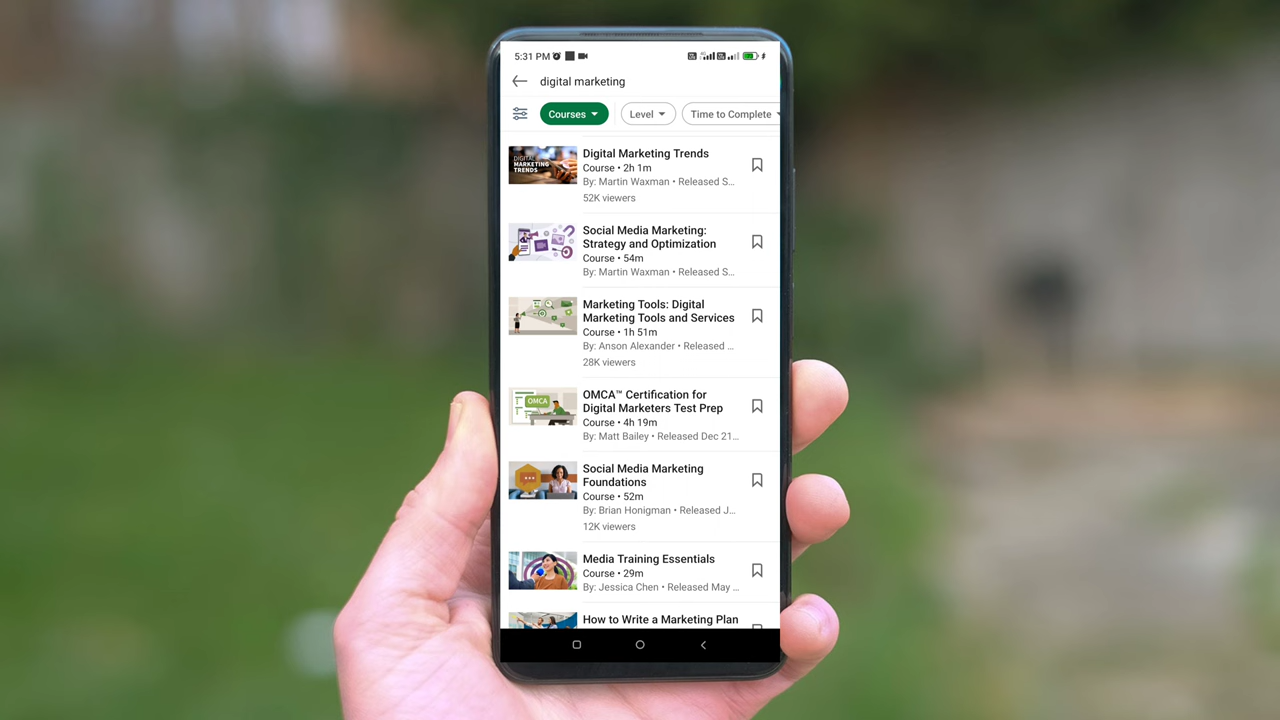 5:31 PM
digital marketing
Courses
Level
Time to Complete
DIGITAL
MARKETING
TRENDS
Digital Marketing Trends
Course • 2h 1m
By: Martin Waxman • Released S...
52K viewers
Social Media Marketing:
Strategy and Optimization
Course • 54m
By: Martin Waxman • Released S...
Marketing Tools: Digital
Marketing Tools and Services
Course • 1h 51m
By: Anson Alexander • Released ...
28K viewers
OMCA
OMCA™ Certification for
Digital Marketers Test Prep
Course • 4h 19m
By: Matt Bailey • Released Dec 21...
Social Media Marketing
Foundations
Course • 52m
By: Brian Honigman • Released J...
12K viewers
Media Training Essentials
Course • 29m
By: Jessica Chen • Released May ...
How to Write a Marketing Plan